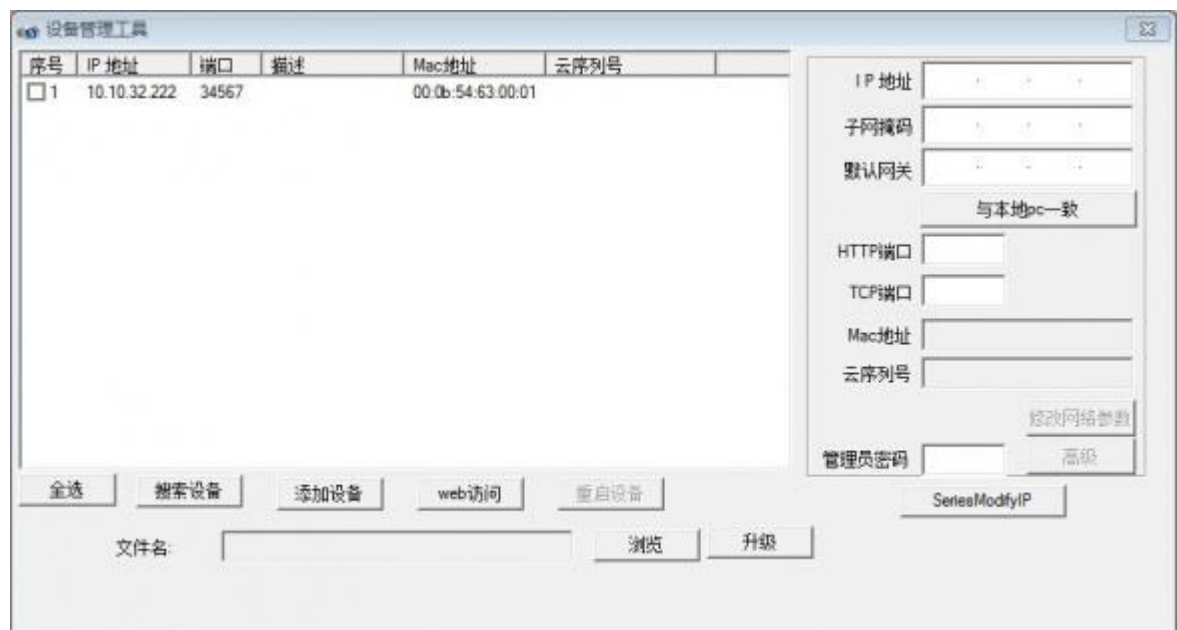 设备管理工具
序号 IP 地址 端口 描述 Mac地址 云序列号
1 10.10.32.222 34567 00:0b:54:63:00:01
IP 地址
子网掩码
默认网关
与本地pc一致
HTTP端口
TCP端口
Mac地址
云序列号
修改网络参数
管理员密码 高级
全选 搜索设备 添加设备 web访问 重启设备
SeriesModifyIP
文件名: 浏览 升级